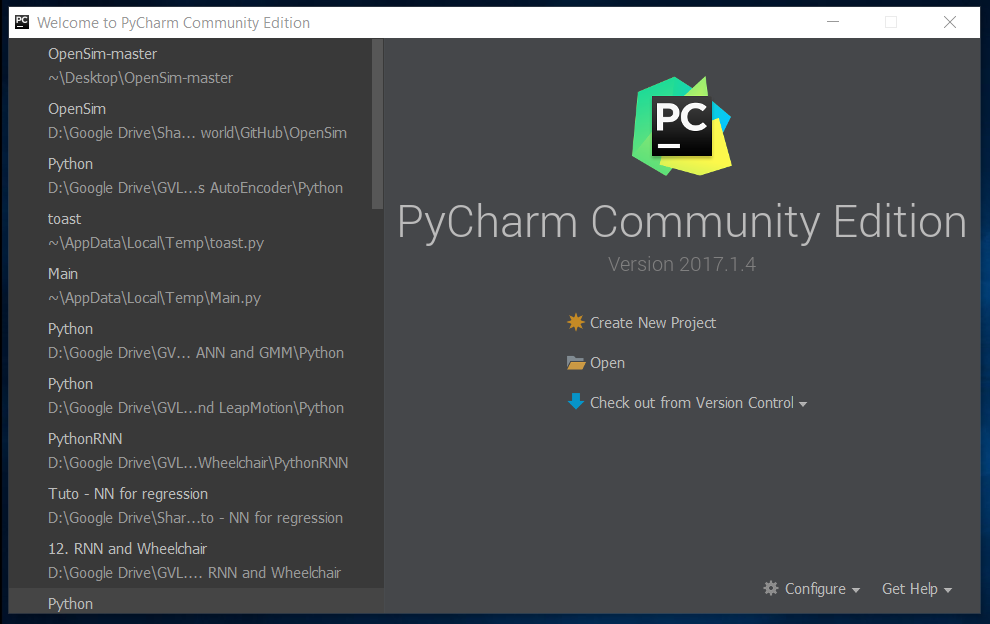 PC Welcome to PyCharm Community Edition
OpenSim-master
~\Desktop\OpenSim-master
OpenSim
D:\Google Drive\Sha... world\GitHub\OpenSim
Python
D:\Google Drive\GVL...s AutoEncoder\Python
toast
~\AppData\Local\Temp\toast.py
Main
~\AppData\Local\Temp\Main.py
Python
D:\Google Drive\GV... ANN and GMM\Python
Python
D:\Google Drive\GVL...nd LeapMotion\Python
PythonRNN
D:\Google Drive\GVL...Wheelchair\PythonRNN
Tuto - NN for regression
D:\Google Drive\Shar...to - NN for regression
12. RNN and Wheelchair
D:\Google Drive\GVL.... RNN and Wheelchair
Python
PC
PyCharm Community Edition
Version 2017.1.4
Create New Project
Open
Check out from Version Control
Configure Get Help